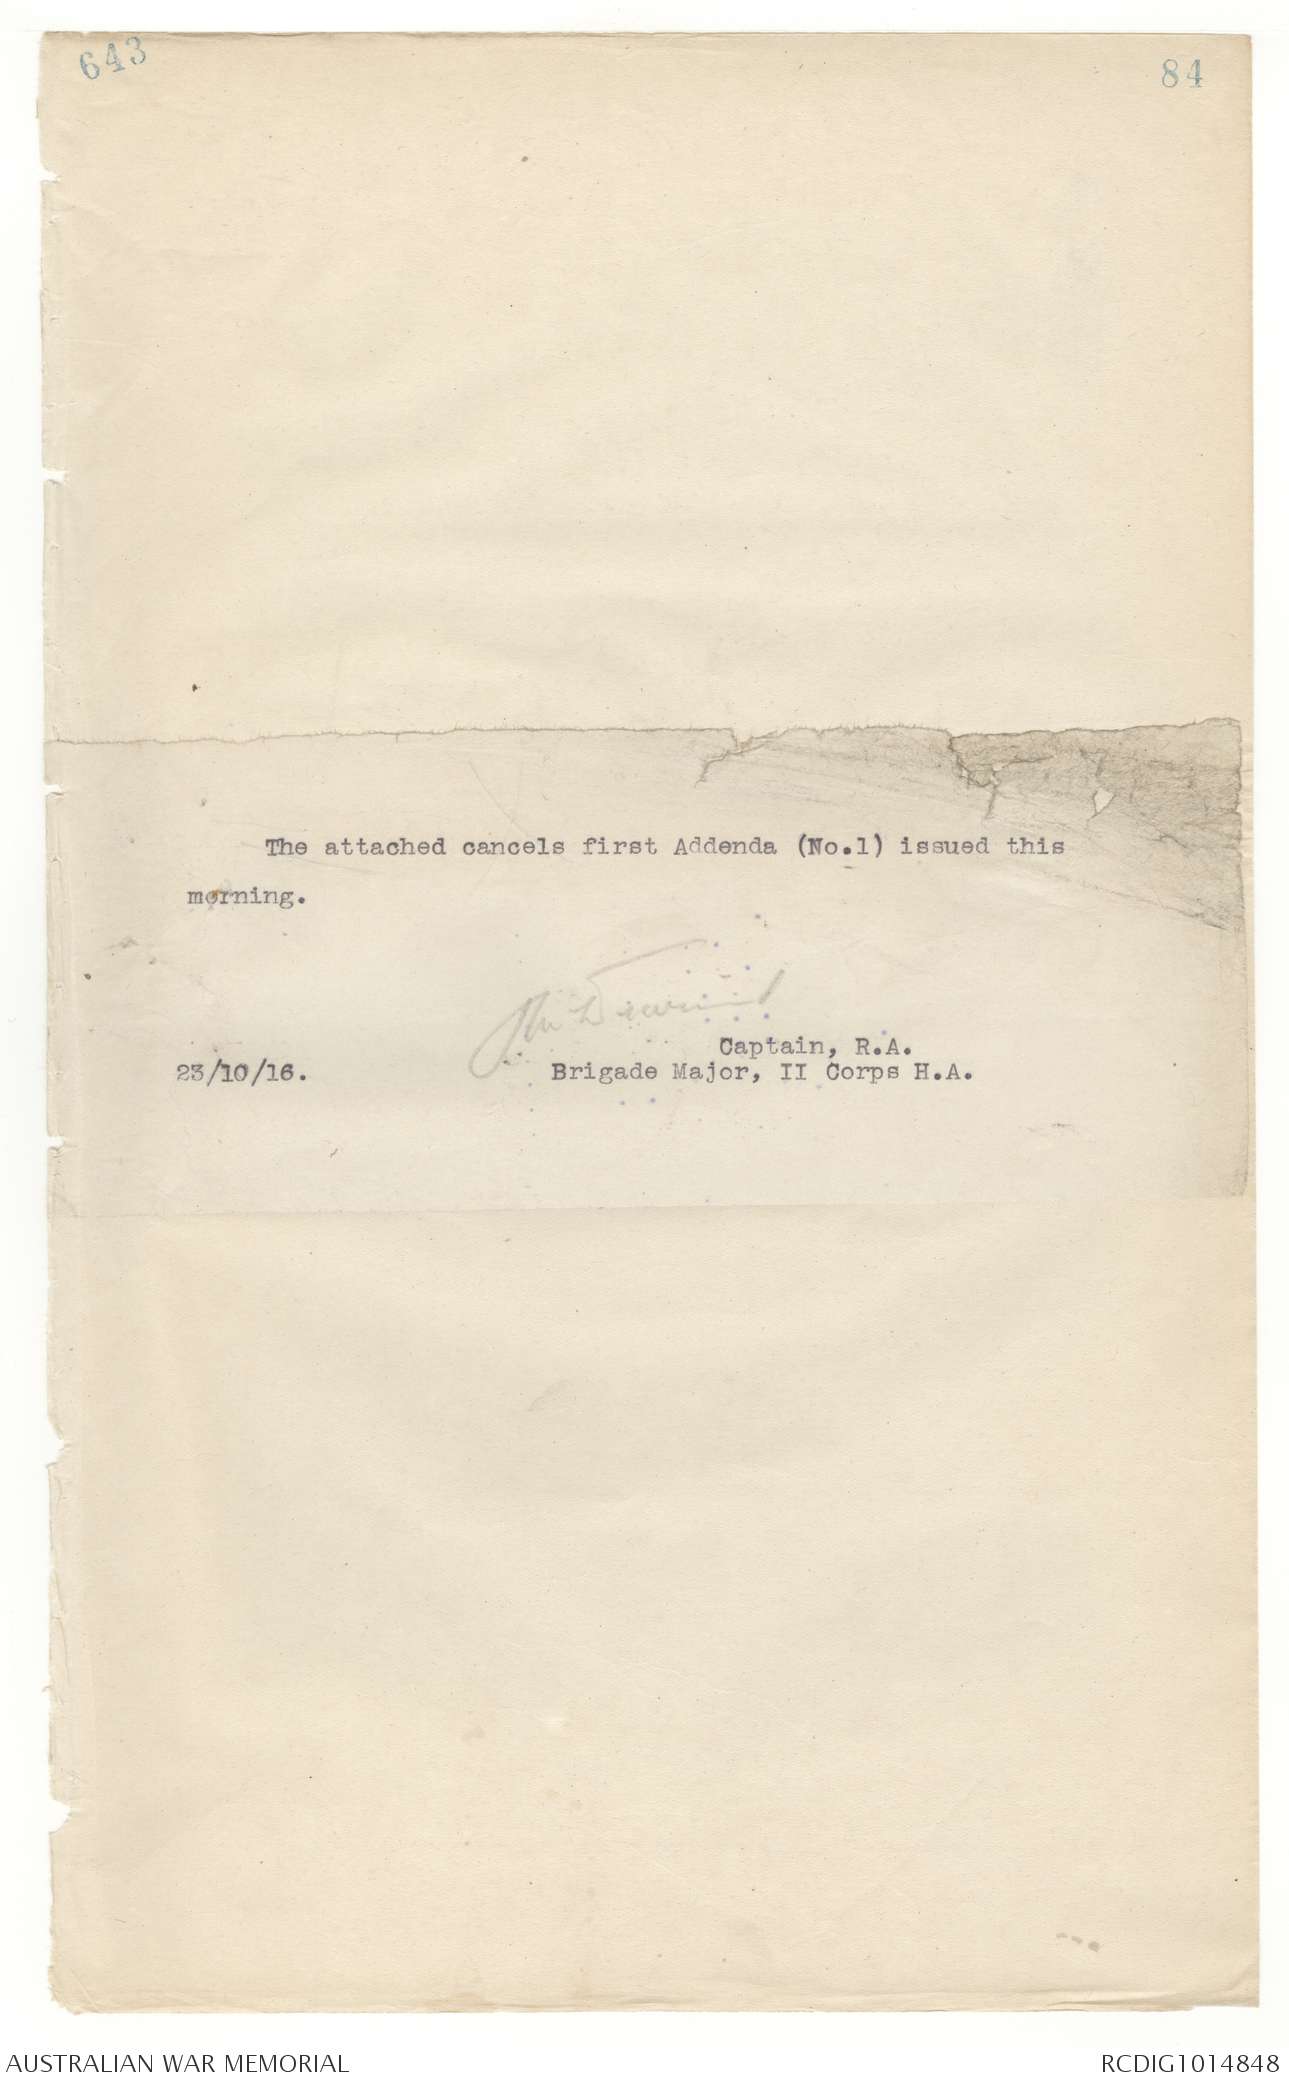 643
84
The attached cancels first Addenda (No.1) issued this
morning.
Captain, R.A.
23/10/16. Brigade Major, II Corps H.A.
AUSTRALIAN WAR MEMORIAL
RCDIG1014848